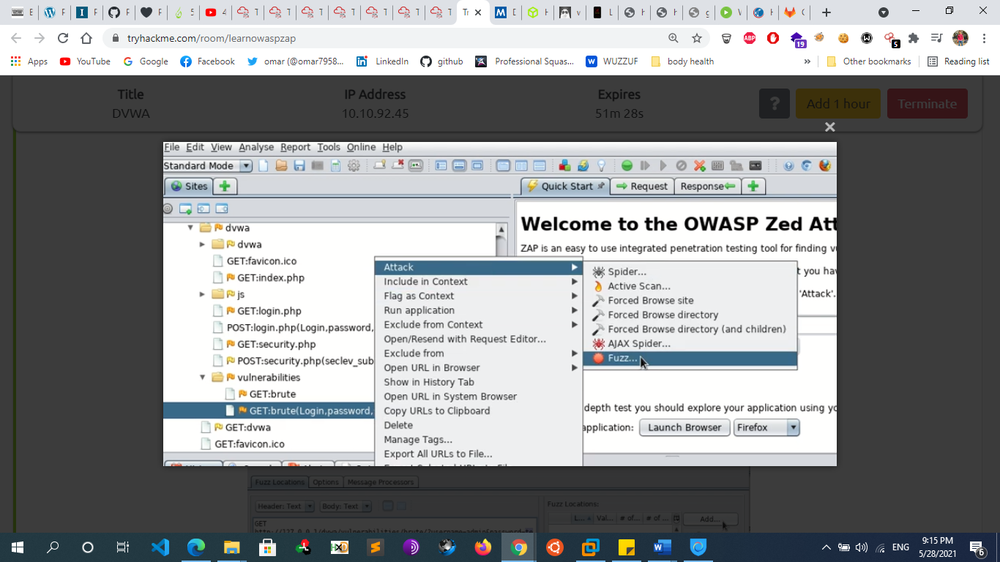 tryhackme.com/room/learnowaspzap
19
5
Apps YouTube Google Facebook omar (@omar7958... LinkedIn github Professional Squas... WUZZUF body health » Other bookmarks Reading list
Title IP Address Expires
DVWA 10.10.92.45 51m 28s ? Add 1 hour Terminate
File Edit View Analyse Report Tools Online Help
Standard Mode
Sites Quick Start Request Response
dvwa
dvwa
GET:favicon.ico
GET:index.php
js
GET:login.php
POST:login.php(Login,password,
GET:security.php
POST:security.php(seclev_sub
vulnerabilities
GET:brute
GET:brute(Login,password,
GET:dvwa
GET:favicon.ico
Welcome to the OWASP Zed Att
ZAP is an easy to use integrated penetration testing tool for finding vu
t you hav
'Attack'.
Attack
Include in Context
Flag as Context
Run application
Exclude from Context
Open/Resend with Request Editor...
Exclude from
Open URL in Browser
Show in History Tab
Open URL in System Browser
Copy URLs to Clipboard
Delete
Manage Tags...
Export All URLs to File...
Spider...
Active Scan...
Forced Browse site
Forced Browse directory
Forced Browse directory (and children)
AJAX Spider...
Fuzz...
depth test you should explore your application using yo
application: Launch Browser Firefox
Fuzz Locations Options Message Processors
Header: Text Body: Text Fuzz Locations:
L... Val... # of... # of ... Add...
GET
ENG
9:15 PM
5/28/2021
6